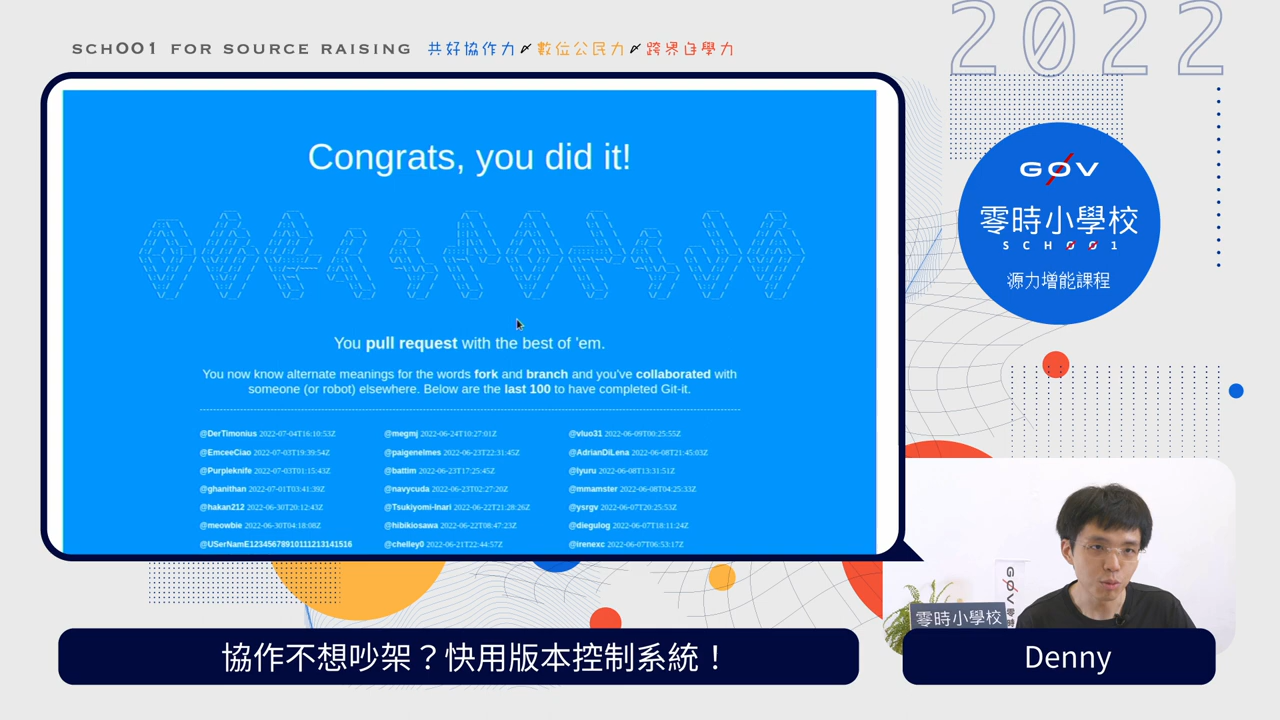 SCHOO1 FOR SOURCE RAISING 共好協作力 數位公民力 跨界自學力
2022
Congrats, you did it!
You pull request with the best of 'em.
You now know alternate meanings for the words fork and branch and you've collaborated with
someone (or robot) elsewhere. Below are the last 100 to have completed Git-it.
@DerTimonius 2022-07-04T16:10:53Z @megmj 2022-06-24T10:27:01Z @vluo31 2022-06-09T00:25:55Z
@EmceeCiao 2022-07-03T19:39:54Z @paigenelmes 2022-06-23T22:31:45Z @AdrianDiLena 2022-06-08T21:45:03Z
@Purpleknife 2022-07-03T01:15:43Z @battim 2022-06-23T17:25:45Z @lyuru 2022-06-08T13:31:51Z
@ghanithan 2022-07-01T03:41:39Z @navycuda 2022-06-23T02:27:20Z @mmamster 2022-06-08T04:25:33Z
@hakan212 2022-06-30T20:12:43Z @Tsukiyomi-Inari 2022-06-22T21:28:26Z @ysrgv 2022-06-07T20:25:53Z
@meowbie 2022-06-30T04:18:08Z @hibikiosawa 2022-06-22T08:47:23Z @diegulog 2022-06-07T18:11:24Z
@USerNamE12345678910111213141516 @chelley0 2022-06-21T22:44:57Z @irenexc 2022-06-07T06:53:17Z
GØV
零時小學校
SCHØØ1
源力增能課程
GØV 零時
零時小學校
協作不想吵架？快用版本控制系統！
Denny